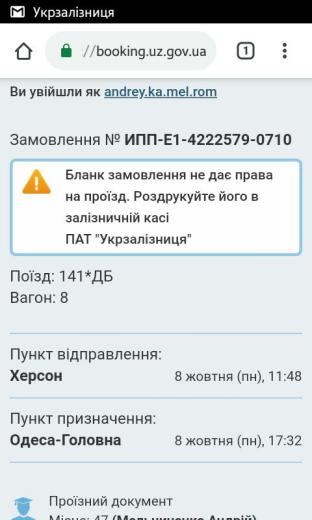 Укрзалізниця
://booking.uz.gov.ua
1
Ви увійшли як andrey.ka.mel.rom
Замовлення № ИПП-Е1-4222579-0710
Бланк замовлення не дає права
на проїзд. Роздрукуйте його в
залізничній касі
ПАТ "Укрзалізниця"
Поїзд: 141*ДБ
Вагон: 8
Пункт відправлення:
Херсон 8 жовтня (пн), 11:48
Пункт призначення:
Одеса-Головна 8 жовтня (пн), 17:32
Проїзний документ
Місце: 47 (Мельниченко Андрій)